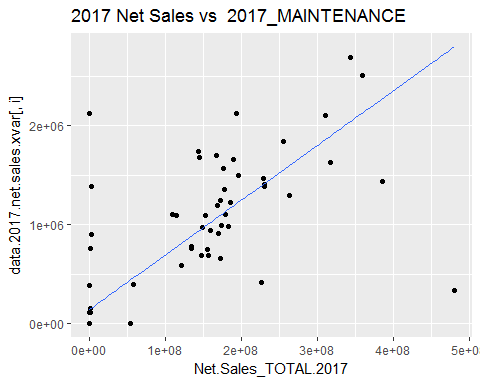 2017 Net Sales vs  2017_MAINTENANCE
data.2017.net.sales.xvar[, i]
2e+06
1e+06
0e+00
0e+00 1e+08 2e+08 3e+08 4e+08 5e+08
Net.Sales_TOTAL.2017